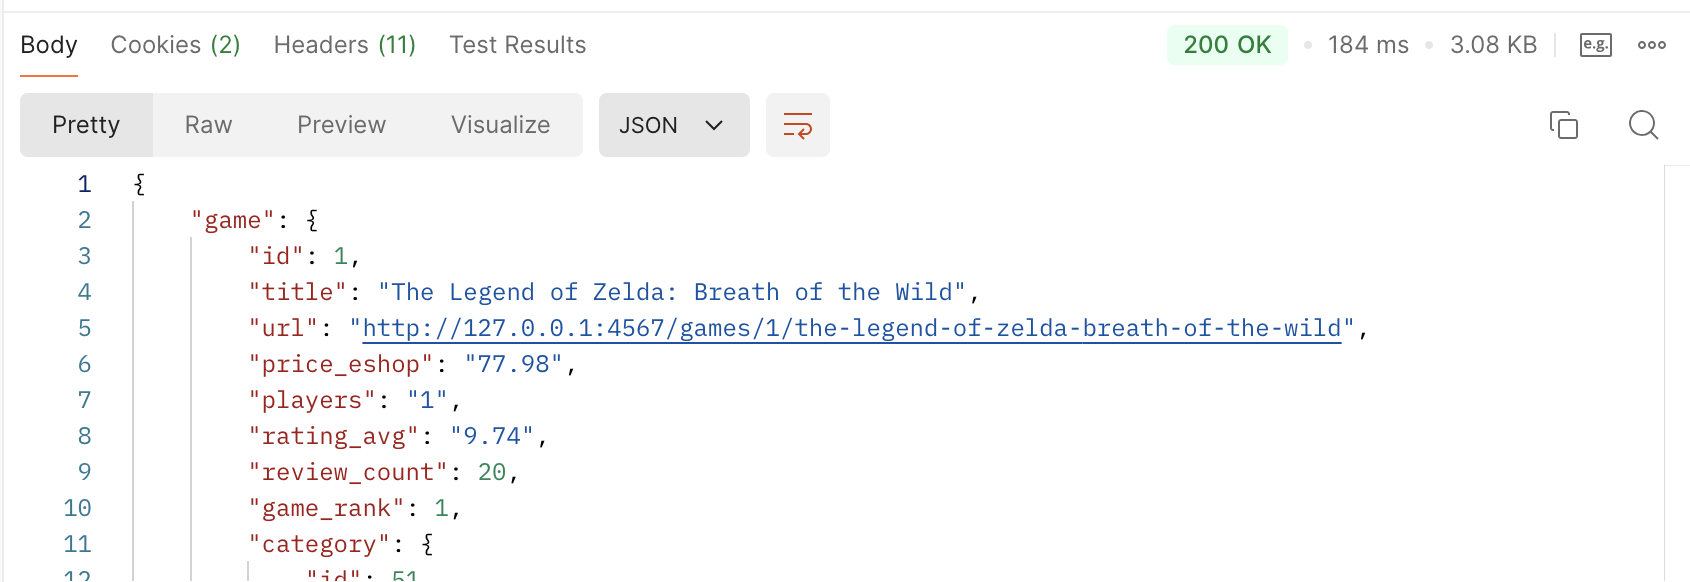 Body Cookies (2) Headers (11) Test Results 200 OK 184 ms 3.08 KB e.g.
Pretty Raw Preview Visualize JSON
1 {
2 "game": {
3 "id": 1,
4 "title": "The Legend of Zelda: Breath of the Wild",
5 "url": "http://127.0.0.1:4567/games/1/the-legend-of-zelda-breath-of-the-wild",
6 "price_eshop": "77.98",
7 "players": "1",
8 "rating_avg": "9.74",
9 "review_count": 20,
10 "game_rank": 1,
11 "category": {
12 "id": 51